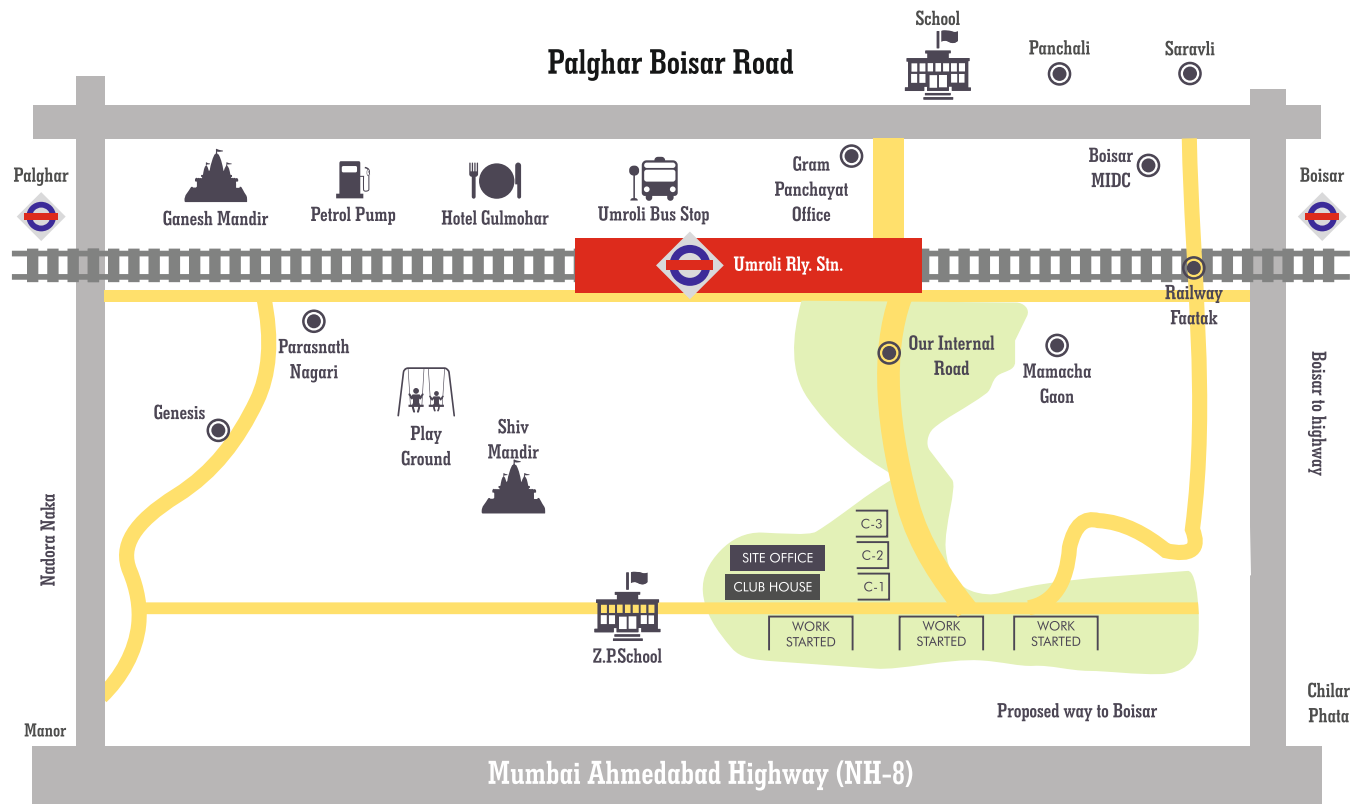 School
Panchali
Saravli
Palghar Boisar Road
Palghar
Ganesh Mandir
Petrol Pump
Hotel Gulmohar
Umroli Bus Stop
Gram
Panchayat
Office
Boisar
MIDC
Boisar
Umroli Rly. Stn.
Railway
Faatak
Parasnath
Nagari
Our Internal
Road
Mamacha
Gaon
Genesis
Play
Ground
Shiv
Mandir
Boisar to highway
Nadora Naka
C-3
C-2
C-1
SITE OFFICE
CLUB HOUSE
WORK
STARTED
WORK
STARTED
WORK
STARTED
Z.P.School
Proposed way to Boisar
Chilar
Phata
Manor
Mumbai Ahmedabad Highway (NH-8)